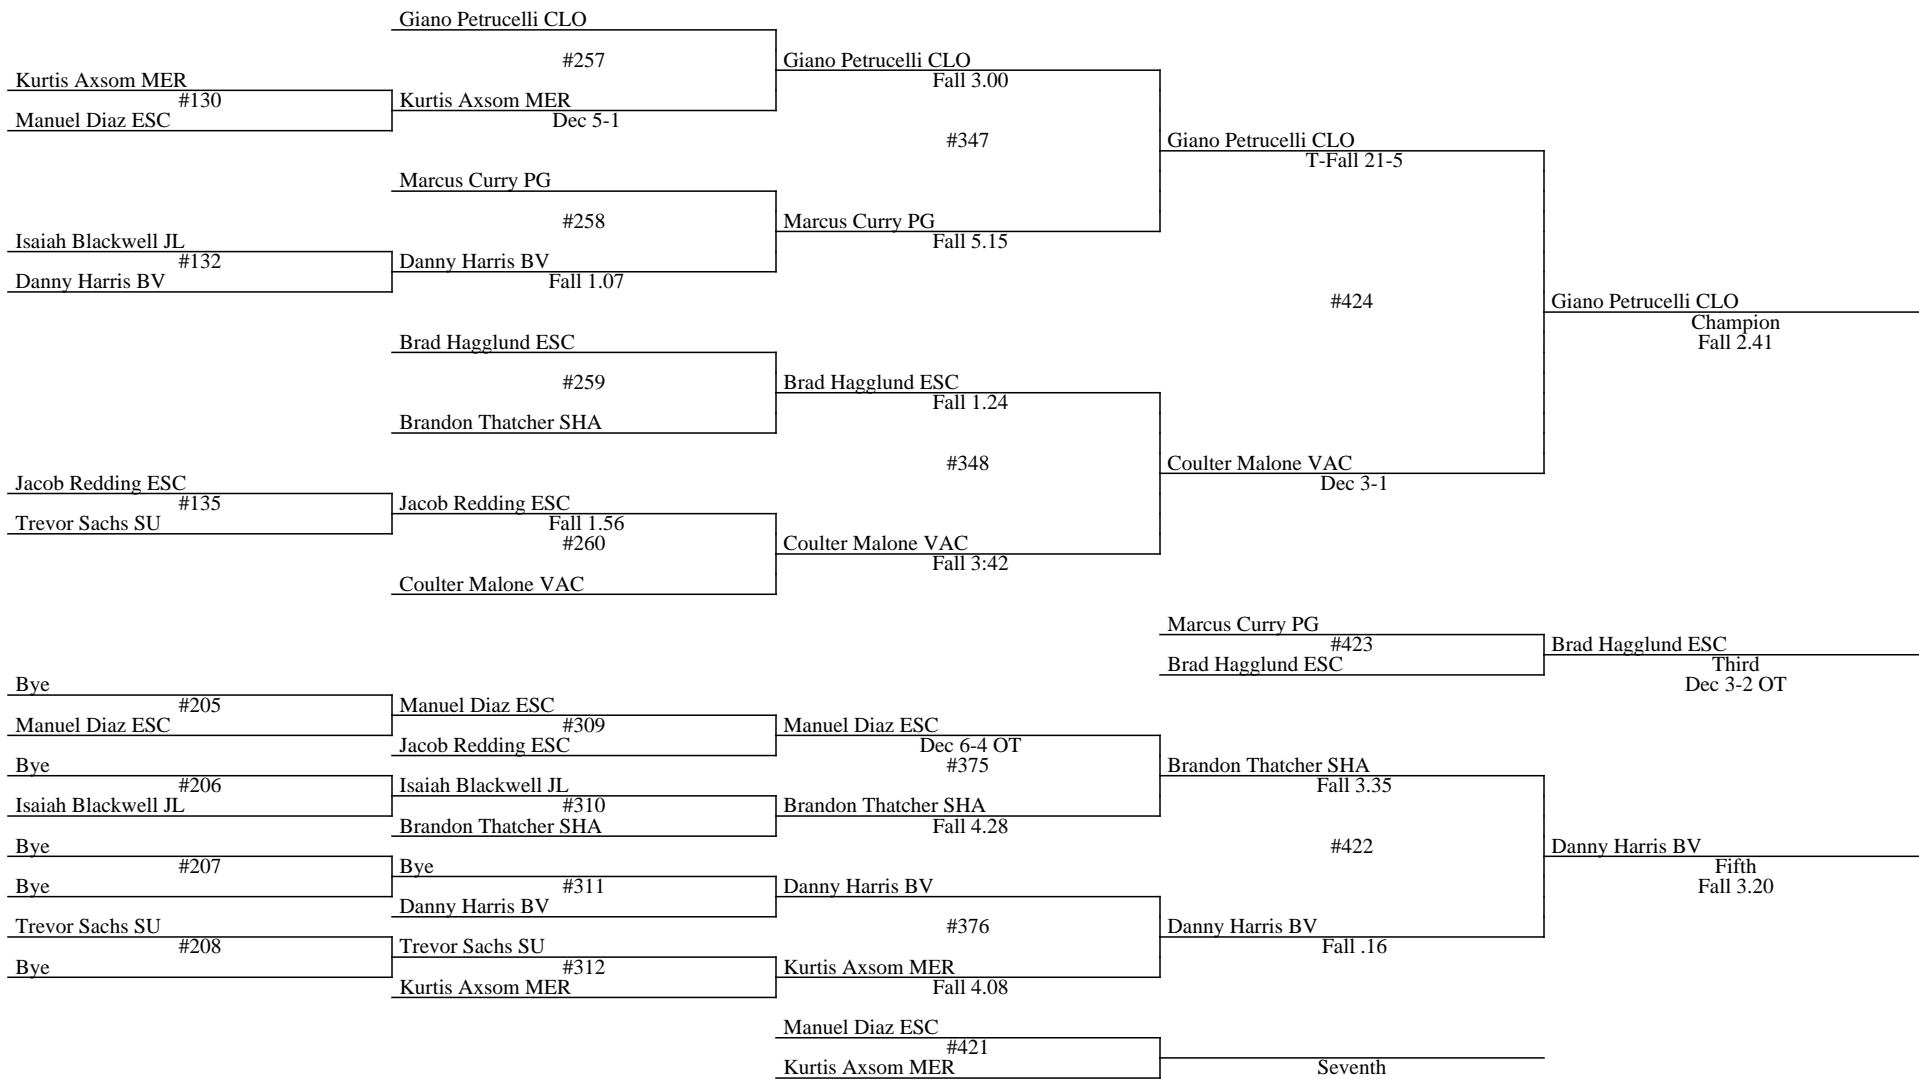 Giano Petrucelli CLO
#257
Giano Petrucelli CLO
Fall 3.00
Kurtis Axsom MER
#130
Manuel Diaz ESC
Kurtis Axsom MER
Dec 5-1
#347
Giano Petrucelli CLO
T-Fall 21-5
Marcus Curry PG
#258
Marcus Curry PG
Fall 5.15
Isaiah Blackwell JL
#132
Danny Harris BV
Danny Harris BV
Fall 1.07
#424
Giano Petrucelli CLO
Champion
Fall 2.41
Brad Hagglund ESC
#259
Brad Hagglund ESC
Fall 1.24
Brandon Thatcher SHA
#348
Coulter Malone VAC
Dec 3-1
Jacob Redding ESC
#135
Trevor Sachs SU
Jacob Redding ESC
Fall 1.56
#260
Coulter Malone VAC
Fall 3:42
Coulter Malone VAC
Marcus Curry PG
#423
Brad Hagglund ESC
Brad Hagglund ESC
Third
Dec 3-2 OT
Bye
#205
Manuel Diaz ESC
Manuel Diaz ESC
#309
Jacob Redding ESC
Manuel Diaz ESC
Dec 6-4 OT
#375
Bye
#206
Isaiah Blackwell JL
Isaiah Blackwell JL
#310
Brandon Thatcher SHA
Brandon Thatcher SHA
Fall 4.28
Brandon Thatcher SHA
Fall 3.35
#422
Danny Harris BV
Fifth
Fall 3.20
Bye
#207
Bye
Bye
#311
Danny Harris BV
Danny Harris BV
#376
Danny Harris BV
Fall .16
Trevor Sachs SU
#208
Bye
Trevor Sachs SU
#312
Kurtis Axsom MER
Kurtis Axsom MER
Fall 4.08
Manuel Diaz ESC
#421
Kurtis Axsom MER
Seventh